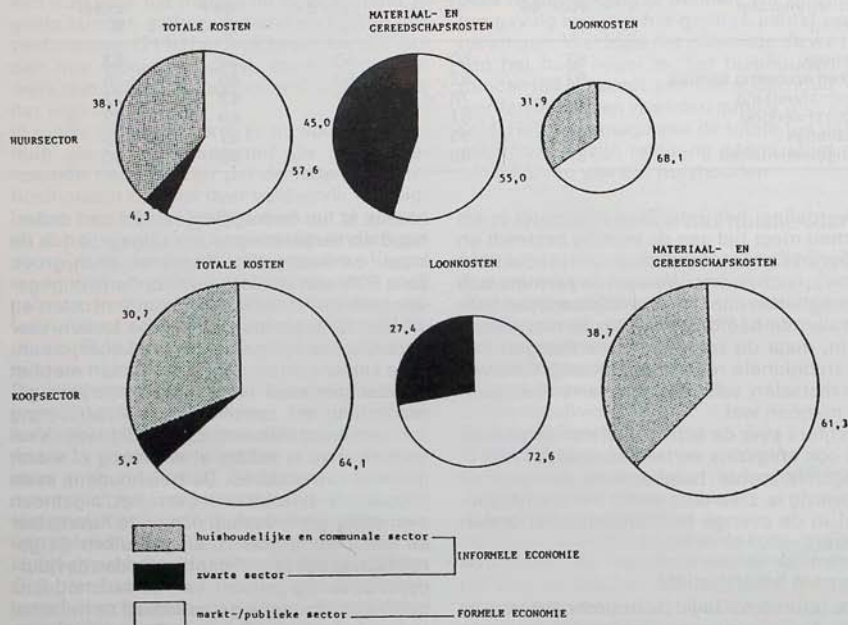 MATERIAAL- EN
TOTALE KOSTEN GEREEDSCHAPSKOSTEN LOONKOSTEN
38,1
45,0
31,9
HUURSECTOR
57,6
55,0
68,1
4,3
TOTALE KOSTEN LOONKOSTEN MATERIAAL- EN
GEREEDSCHAPSKOSTEN
30,7
27,4
38,7
KOOPSECTOR
61,3
5,2
64,1
72,6
huishoudelijke en communale sector
INFORMELE ECONOMIE
zwarte sector
markt-/publieke sector FORMELE ECONOMIE